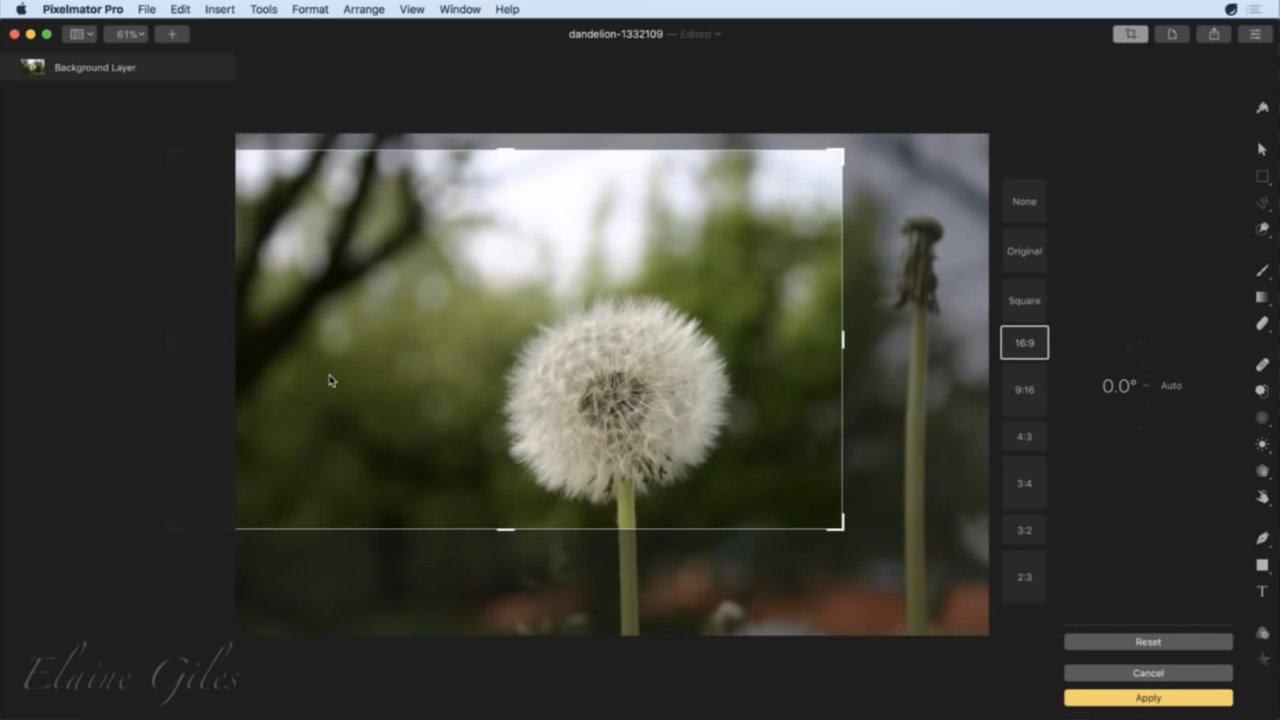 Pixelmator Pro File Edit Insert Tools Format Arrange View Window Help
61% dandelion-1332109 — Edited
Background Layer
None
Original
Square
16:9
9:16
0.0° Auto
4:3
3:4
3:2
2:3
Reset
Cancel
Apply
Elaine Giles